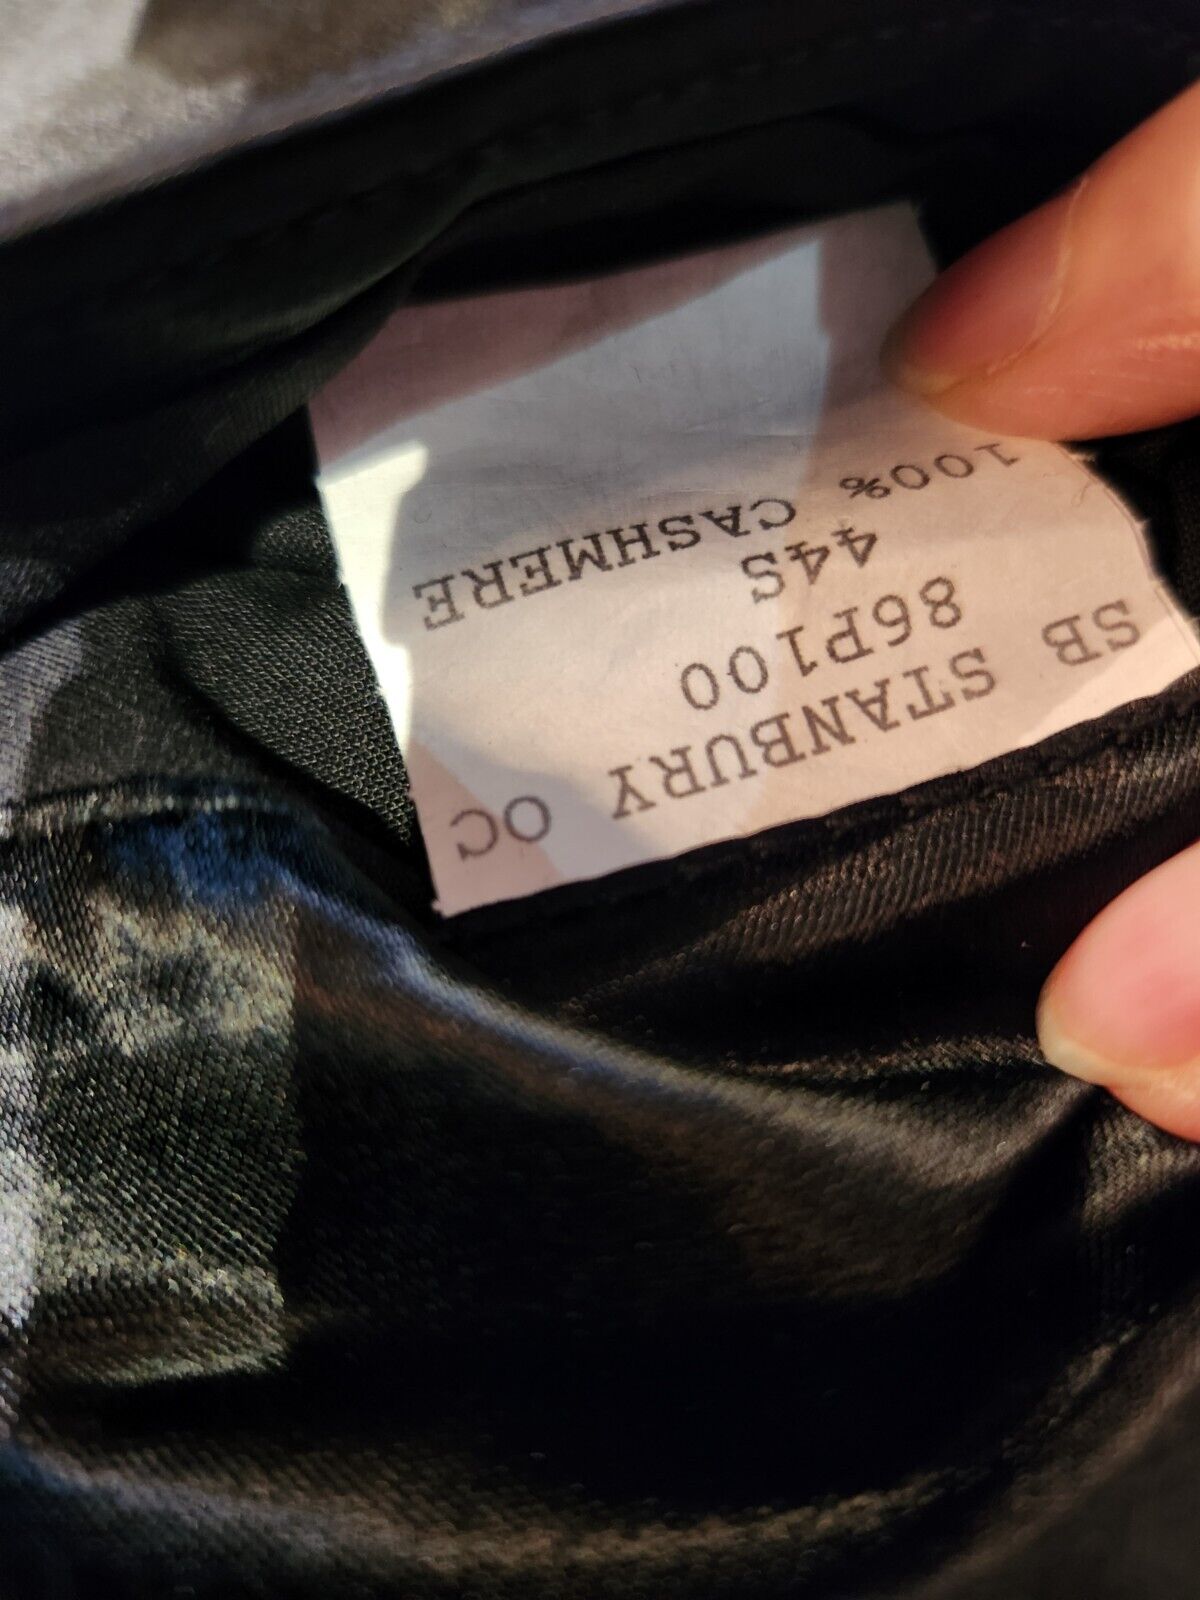 SB STANBURY OC
86P100
44S
100% CASHMERE